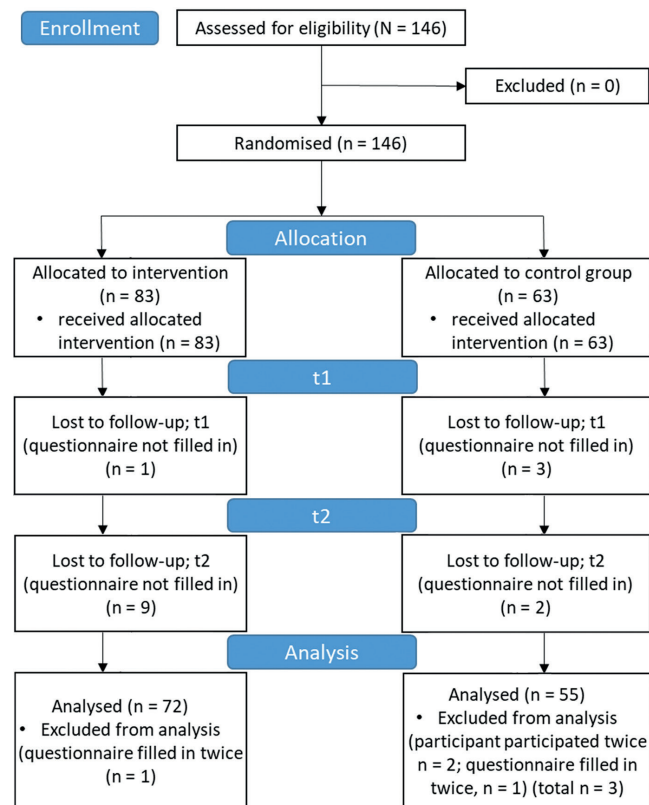 Enrollment
Assessed for eligibility (N = 146)
Excluded (n = 0)
Randomised (n = 146)
Allocation
Allocated to intervention
(n = 83)
• received allocated
intervention (n = 83)
Allocated to control group
(n = 63)
• received allocated
intervention (n = 63)
t1
Lost to follow-up; t1
(questionnaire not filled in)
(n = 1)
Lost to follow-up; t1
(questionnaire not filled in)
(n = 3)
t2
Lost to follow-up; t2
(questionnaire not filled in)
(n = 9)
Lost to follow-up; t2
(questionnaire not filled in)
(n = 2)
Analysis
Analysed (n = 72)
• Excluded from analysis
(questionnaire filled in twice
(n = 1)
Analysed (n = 55)
• Excluded from analysis
(participant participated twice
n = 2; questionnaire filled in
twice, n = 1) (total n = 3)